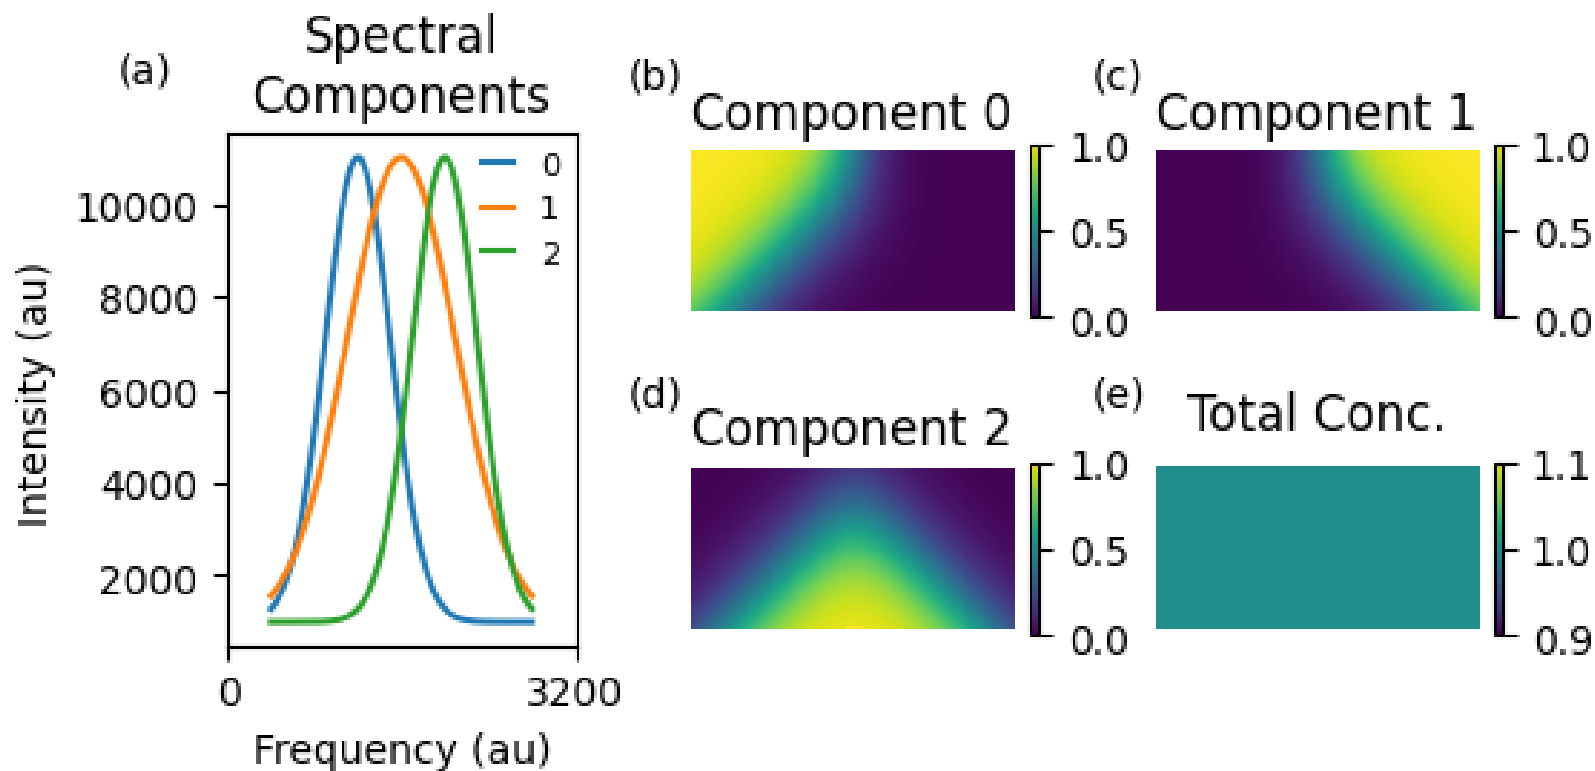 (a)
Spectral
Components
Intensity (au)
10000
8000
6000
4000
2000
0
1
2
0
3200
Frequency (au)
(b)
Component 0
1.0
0.5
0.0
(c)
Component 1
1.0
0.5
0.0
(d)
Component 2
1.0
0.5
0.0
(e)
Total Conc.
1.1
1.0
0.9